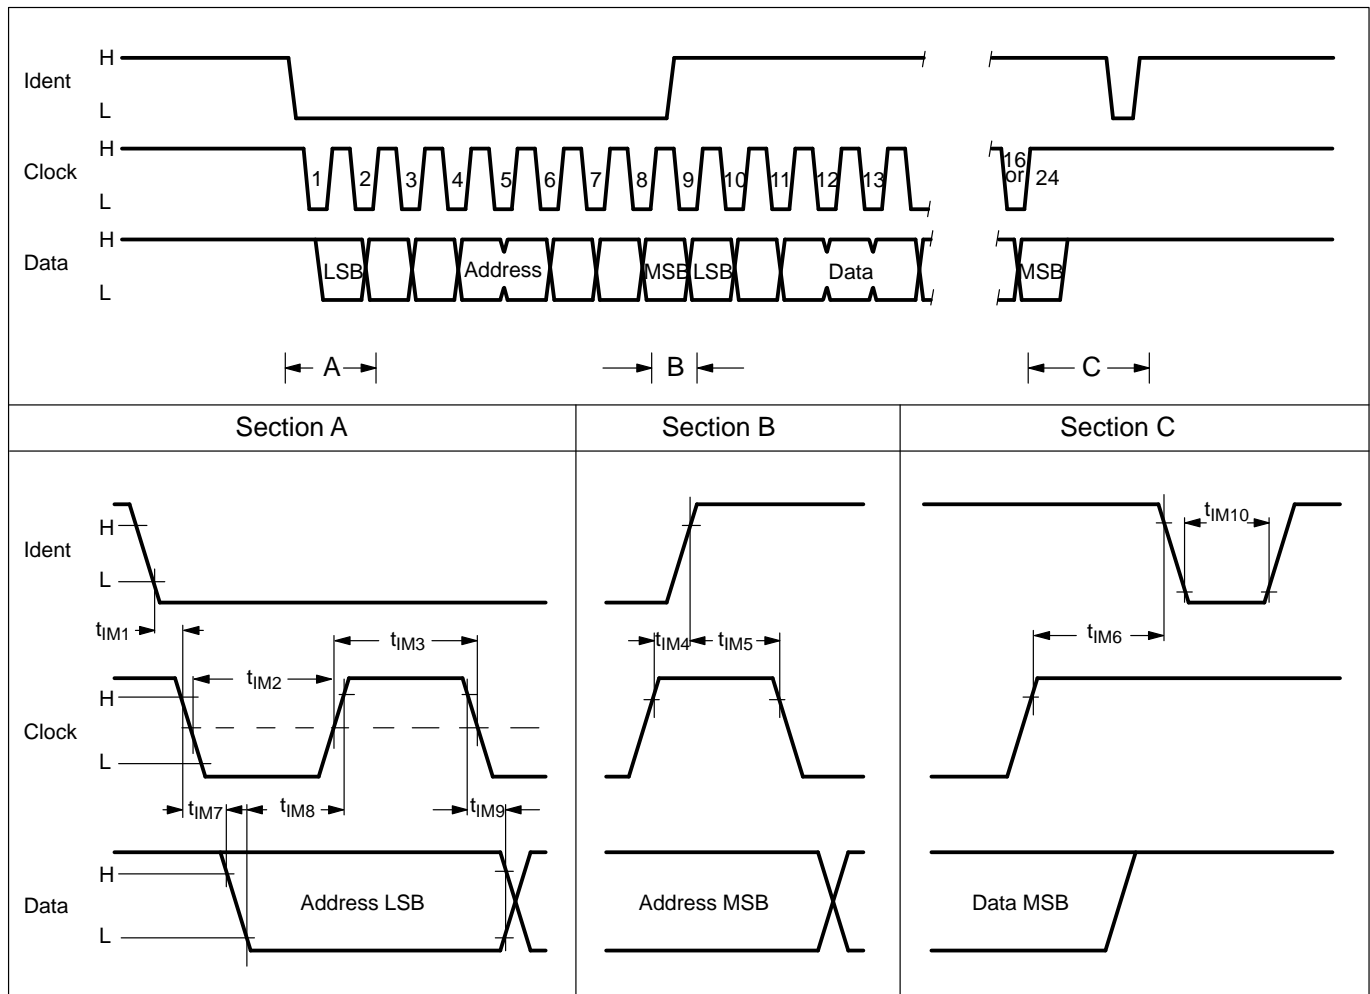 H
Ident
L
H
Clock
L
1 2 3 4 5 6 7 8 9 10 11 12 13
16
or 24
H
Data
L
LSB Address MSB LSB Data MSB
A B C
Section A Section B Section C
H
Ident
L
tIM10
tIM1 tIM3 tIM4 tIM5 tIM6
tIM2
H
Clock
L
tIM7 tIM8 tIM9
H
Data
L
Address LSB Address MSB Data MSB